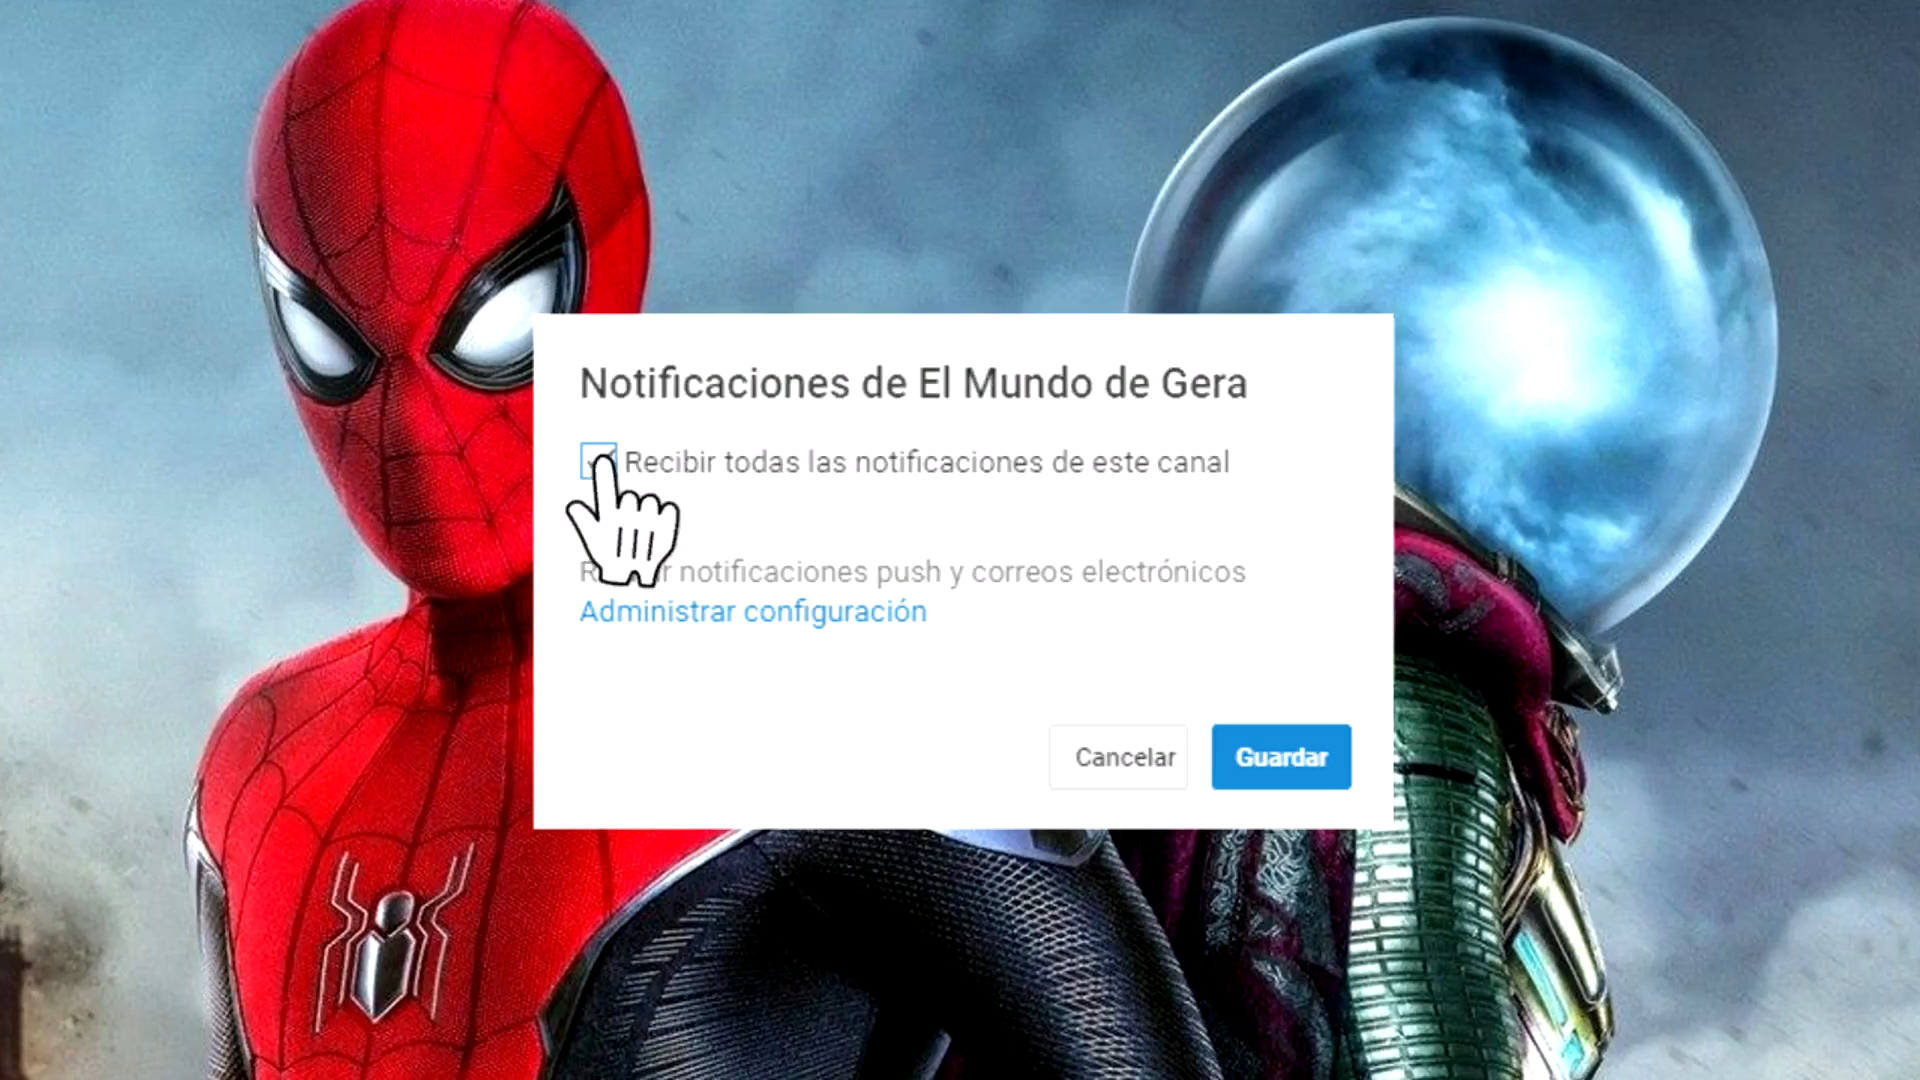 Notificaciones de El Mundo de Gera
Recibir todas las notificaciones de este canal
notificaciones push y correos electrónicos
Administrar configuración
Cancelar
Guardar